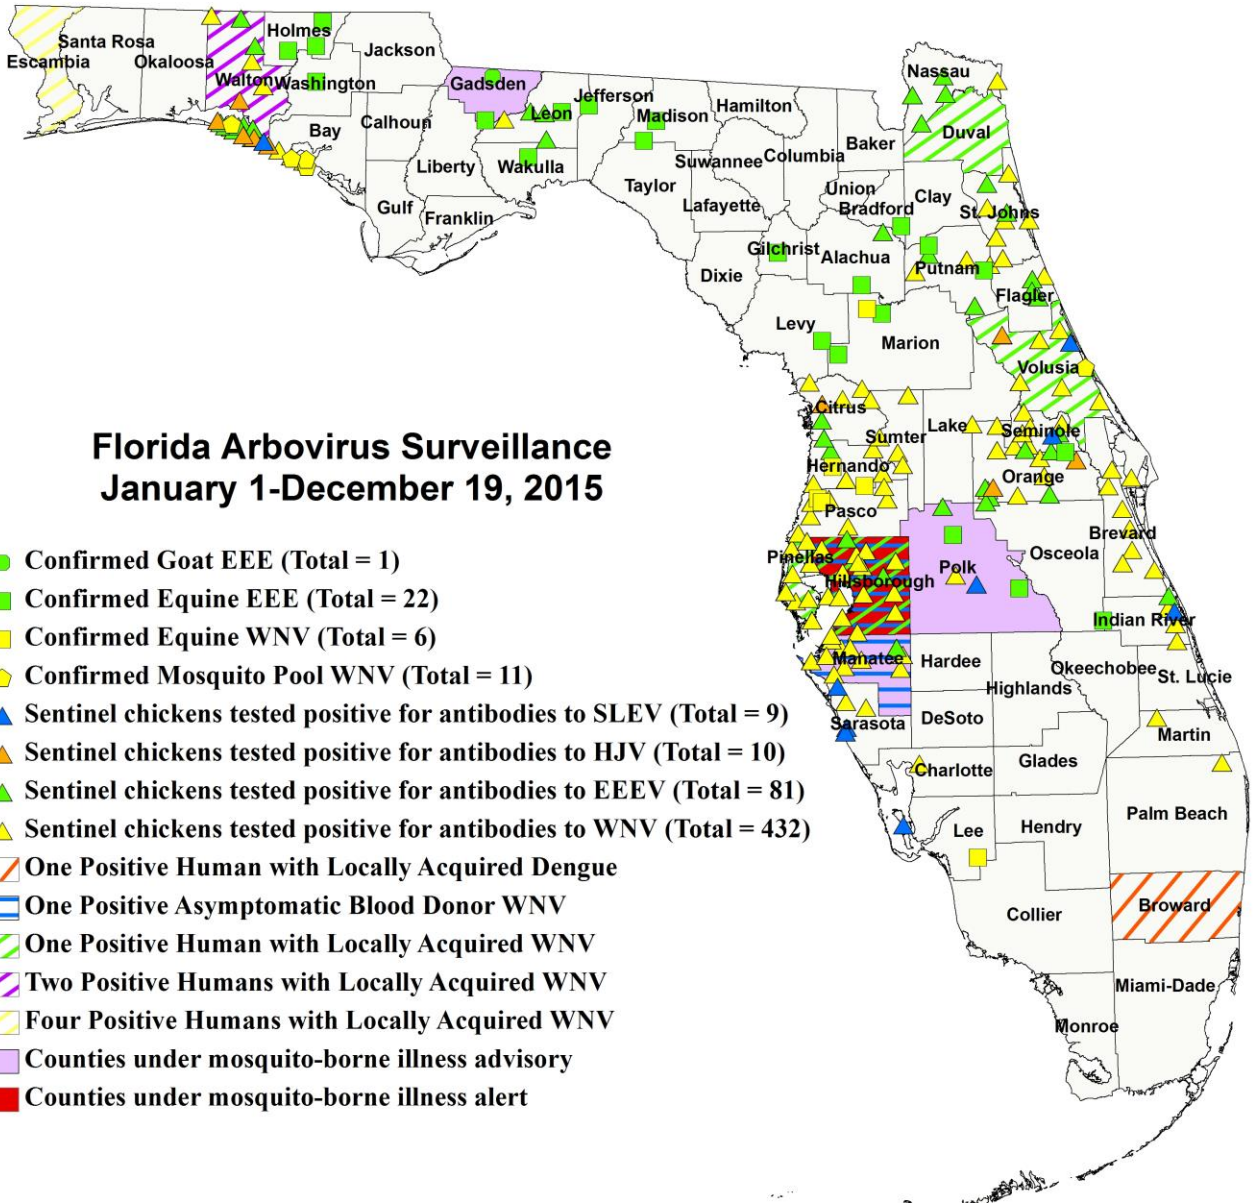 Florida Arbovirus Surveillance
January 1-December 19, 2015
Confirmed Goat EEE (Total = 1)
Confirmed Equine EEE (Total = 22)
Confirmed Equine WNV (Total = 6)
Confirmed Mosquito Pool WNV (Total = 11)
Sentinel chickens tested positive for antibodies to SLEV (Total = 9)
Sentinel chickens tested positive for antibodies to HJV (Total = 10)
Sentinel chickens tested positive for antibodies to EEEV (Total = 81)
Sentinel chickens tested positive for antibodies to WNV (Total = 432)
One Positive Human with Locally Acquired Dengue
One Positive Asymptomatic Blood Donor WNV
One Positive Human with Locally Acquired WNV
Two Positive Humans with Locally Acquired WNV
Four Positive Humans with Locally Acquired WNV
Counties under mosquito-borne illness advisory
Counties under mosquito-borne illness alert
Escambia
Santa Rosa
Okaloosa
Walton
Holmes
Washington
Jackson
Bay
Calhoun
Gulf
Liberty
Franklin
Gadsden
Leon
Wakulla
Jefferson
Madison
Taylor
Hamilton
Suwannee
Lafayette
Columbia
Dixie
Gilchrist
Baker
Union
Bradford
Alachua
Levy
Nassau
Duval
Clay
St. Johns
Putnam
Flagler
Marion
Volusia
Citrus
Sumter
Lake
Seminole
Hernando
Orange
Pasco
Pinellas
Hillsborough
Polk
Osceola
Brevard
Indian River
Manatee
Hardee
Highlands
Okeechobee
St. Lucie
Sarasota
DeSoto
Martin
Charlotte
Glades
Lee
Hendry
Palm Beach
Collier
Broward
Miami-Dade
Monroe